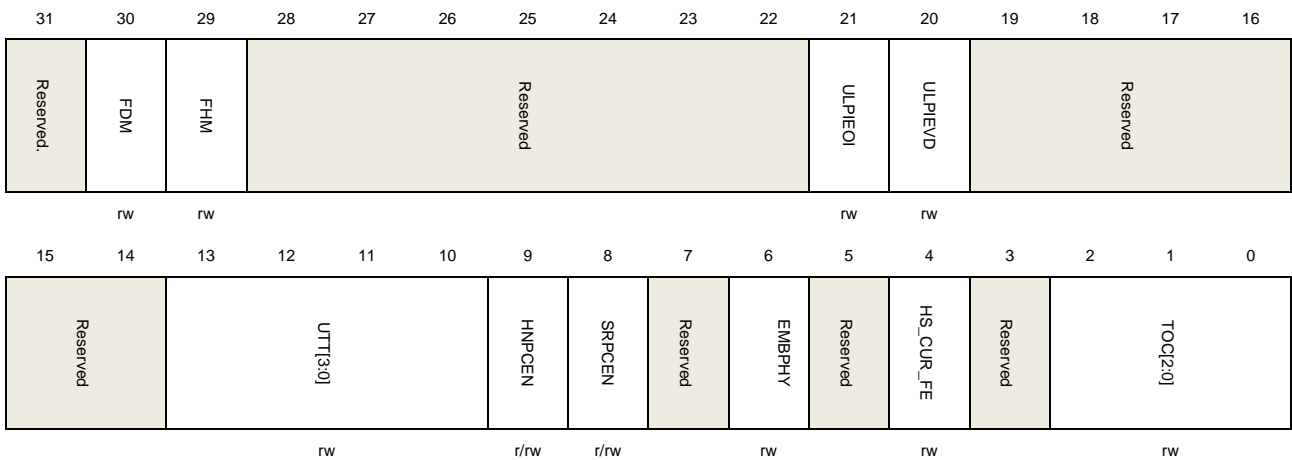 31 30 29 28 27 26 25 24 23 22 21 20 19 18 17 16
Reserved. FDM FHM Reserved ULPIEOI ULPIEVD Reserved
rw rw rw rw
15 14 13 12 11 10 9 8 7 6 5 4 3 2 1 0
Reserved UTT[3:0] HNPCEN SRPCEN Reserved EMBPHY Reserved HS_CUR_FE Reserved TOC[2:0]
rw r/rw r/rw rw rw rw